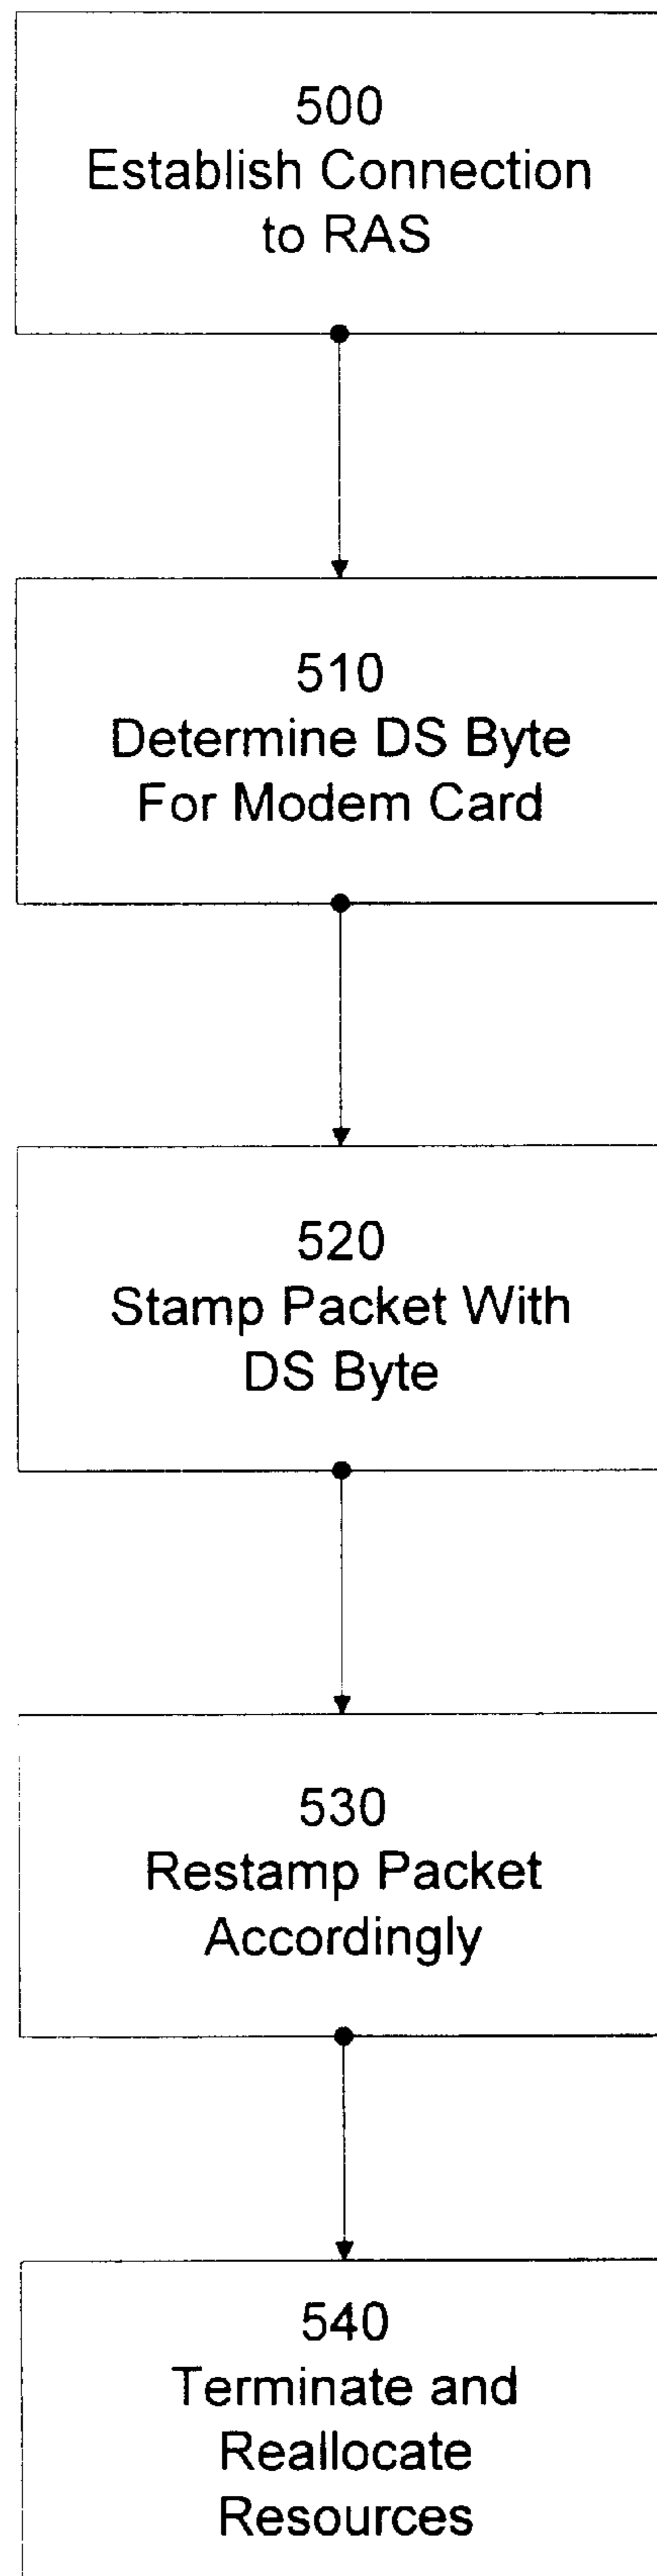 500
Establish Connection
to RAS
510
Determine DS Byte
For Modem Card
520
Stamp Packet With
DS Byte
530
Restamp Packet
Accordingly
540
Terminate and
Reallocate
Resources